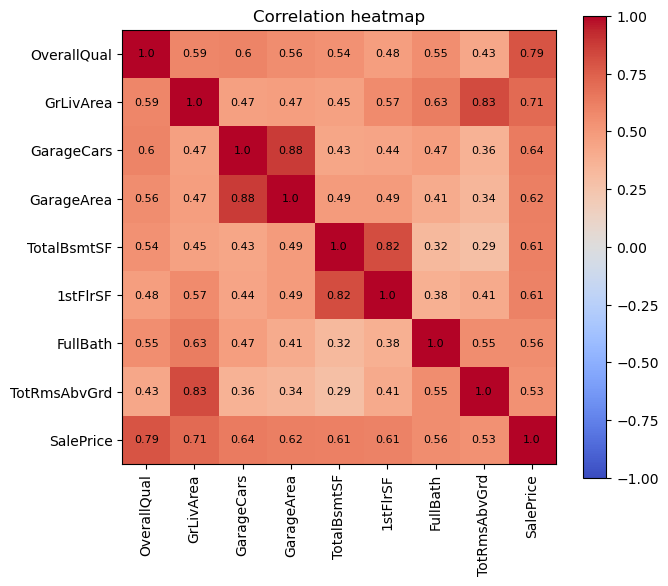 Correlation heatmap
OverallQual 1.0 0.59 0.6 0.56 0.54 0.48 0.55 0.43 0.79
GrLivArea 0.59 1.0 0.47 0.47 0.45 0.57 0.63 0.83 0.71
GarageCars 0.6 0.47 1.0 0.88 0.43 0.44 0.47 0.36 0.64
GarageArea 0.56 0.47 0.88 1.0 0.49 0.49 0.41 0.34 0.62
TotalBsmtSF 0.54 0.45 0.43 0.49 1.0 0.82 0.32 0.29 0.61
1stFlrSF 0.48 0.57 0.44 0.49 0.82 1.0 0.38 0.41 0.61
FullBath 0.55 0.63 0.47 0.41 0.32 0.38 1.0 0.55 0.56
TotRmsAbvGrd 0.43 0.83 0.36 0.34 0.29 0.41 0.55 1.0 0.53
SalePrice 0.79 0.71 0.64 0.62 0.61 0.61 0.56 0.53 1.0
OverallQual
GrLivArea
GarageCars
GarageArea
TotalBsmtSF
1stFlrSF
FullBath
TotRmsAbvGrd
SalePrice
1.00
0.75
0.50
0.25
0.00
−0.25
−0.50
−0.75
−1.00